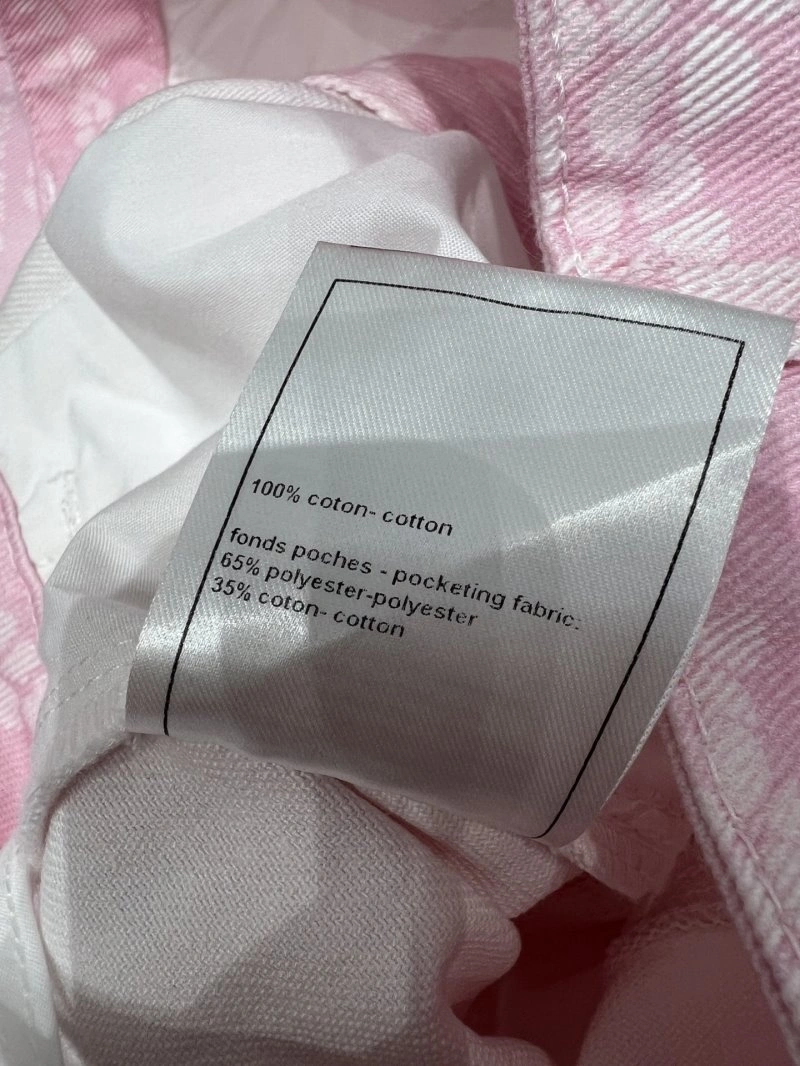 100% coton- cotton
fonds poches - pocketing fabric:
65% polyester-polyester
35% coton- cotton